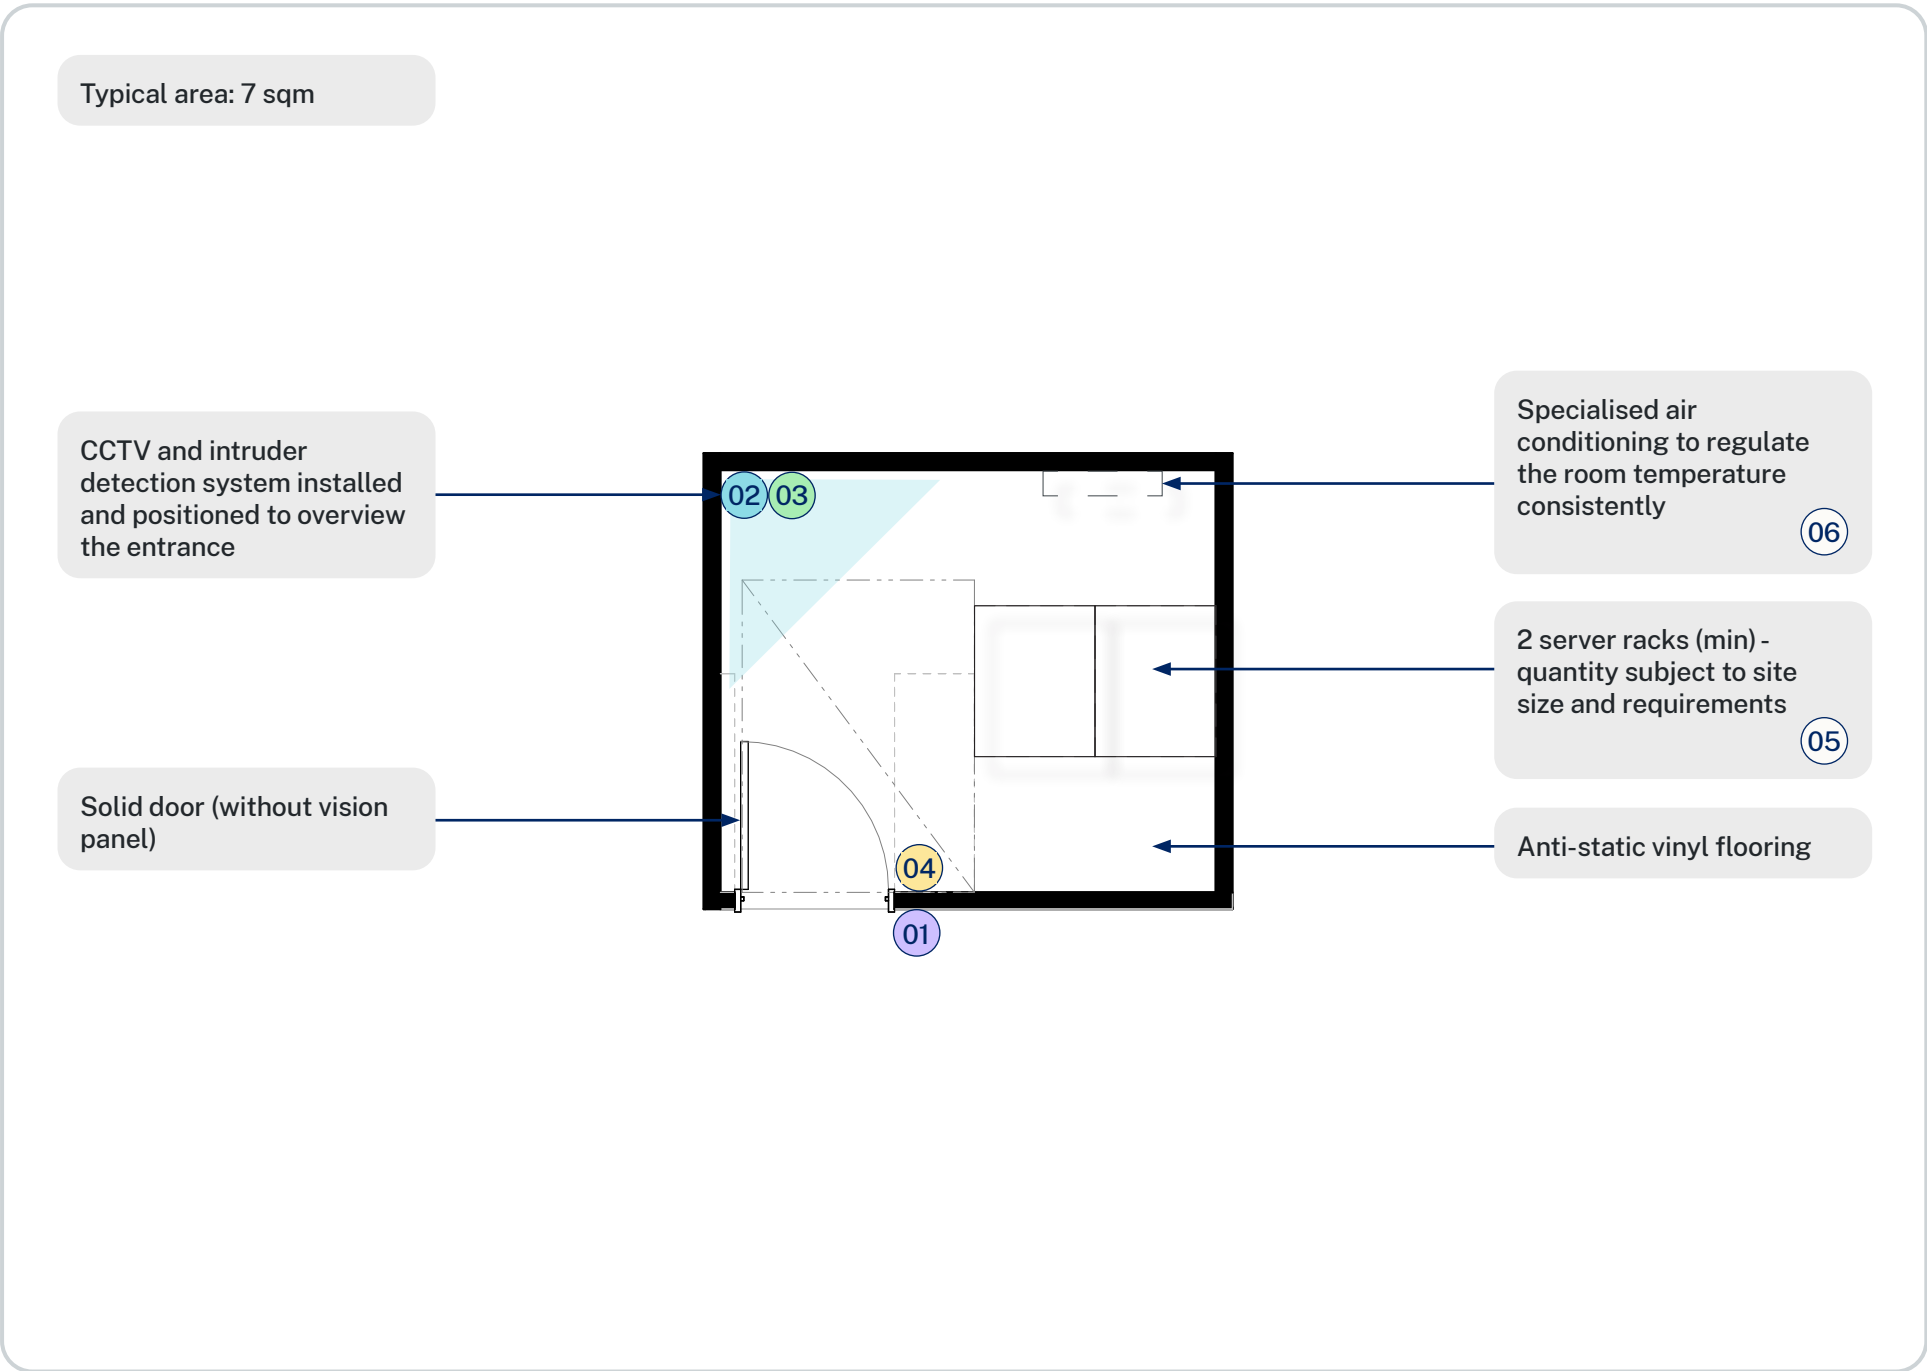 Typical area: 7 sqm
CCTV and intruder
detection system installed
and positioned to overview
the entrance
Solid door (without vision
panel)
02
03
04
01
Specialised air
conditioning to regulate
the room temperature
consistently
06
2 server racks (min) -
quantity subject to site
size and requirements
05
Anti-static vinyl flooring